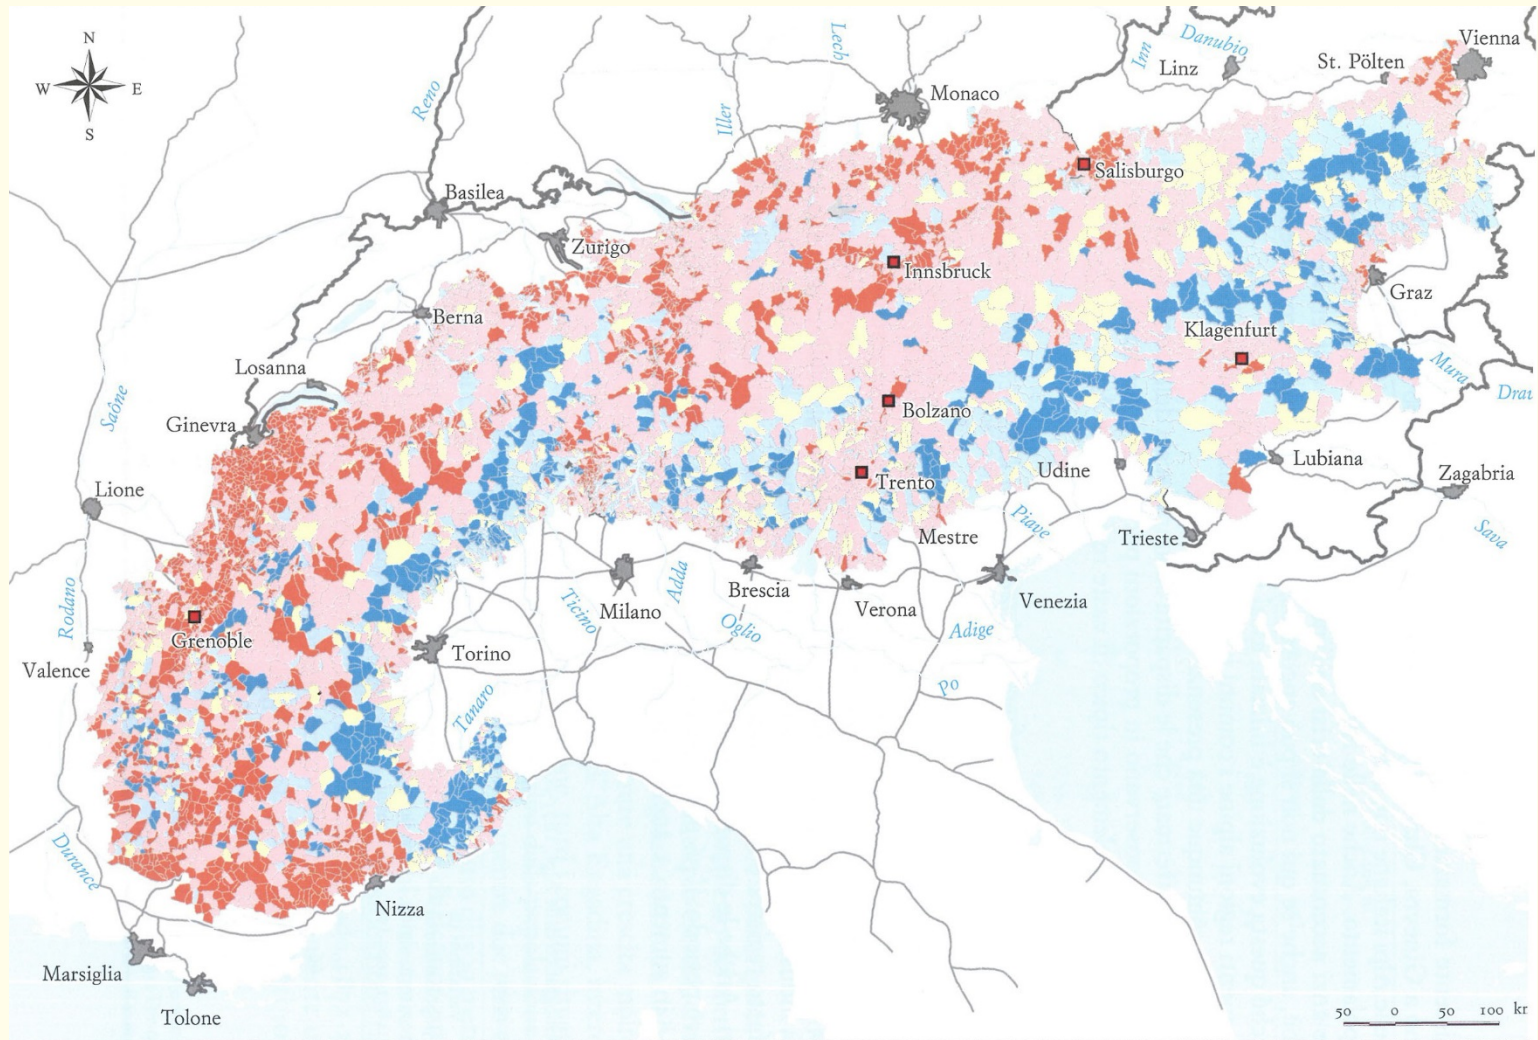 N
W
E
S
Reno
Lech
Iller
Monaco
Inn
Danubio
Linz
St. Pölten
Vienna
Salisburgo
Basilea
Zurigo
Innsbruck
Graz
Berna
Klagenfurt
Losanna
Saône
Ginevra
Bolzano
Mura
Lione
Trento
Udine
Lubiana
Zagabria
Mestre
Piave
Trieste
Sava
Rodano
Ticino
Adda
Milano
Brescia
Oglio
Verona
Venezia
Adige
Grenoble
Valence
Torino
Tanaro
Po
Durance
Nizza
Marsiglia
Tolone
50 0 50 100